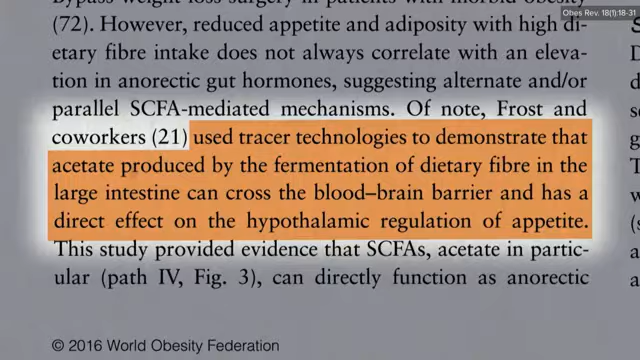 Obes Rev. 18(1):18-31
bypass weight-loss surgery in patients with morbid obesity
(72). However, reduced appetite and adiposity with high di-
etary fibre intake does not always correlate with an eleva-
tion in anorectic gut hormones, suggesting alternate and/or
parallel SCFA-mediated mechanisms. Of note, Frost and
coworkers (21) used tracer technologies to demonstrate that
acetate produced by the fermentation of dietary fibre in the
large intestine can cross the blood–brain barrier and has a
direct effect on the hypothalamic regulation of appetite.
This study provided evidence that SCFAs, acetate in partic-
ular (path IV, Fig. 3), can directly function as anorectic
© 2016 World Obesity Federation